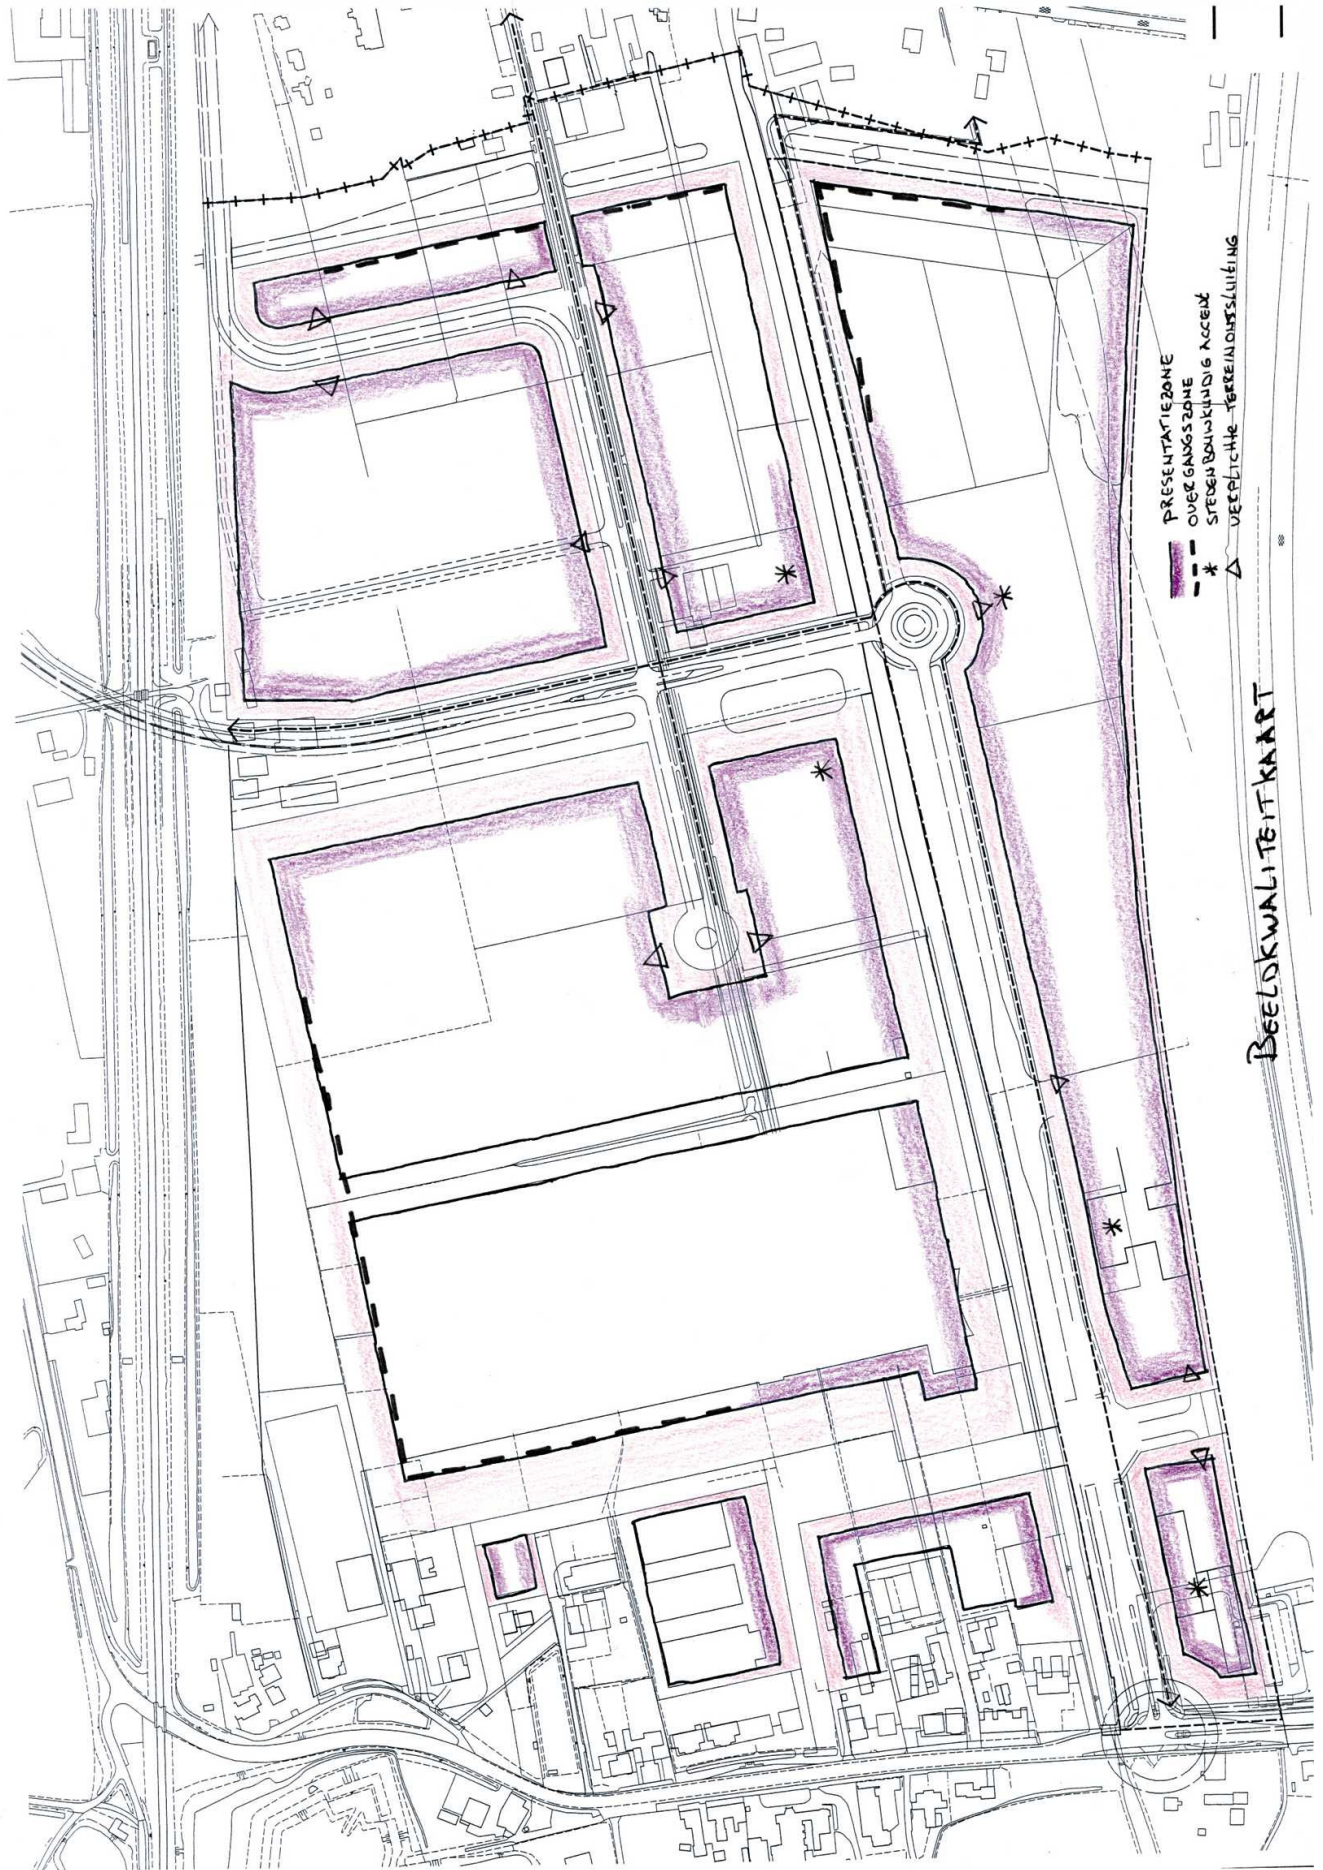 PRESENTATIEZONE
OVERGANGSZONE
STEDENBOUWKUNDIG ACCENT
VERPLICHTE TERREINONTSLUITING
BEELDKWALITEITKAART